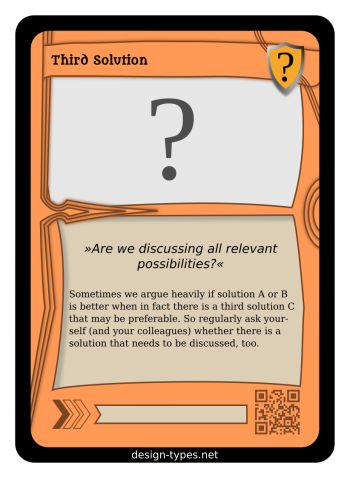 Third Solution
?
?
»Are we discussing all relevant
possibilities?«
Sometimes we argue heavily if solution A or B
is better when in fact there is a third solution C
that may be preferable. So regularly ask your-
self (and your colleagues) whether there is a
solution that needs to be discussed, too.
design-types.net